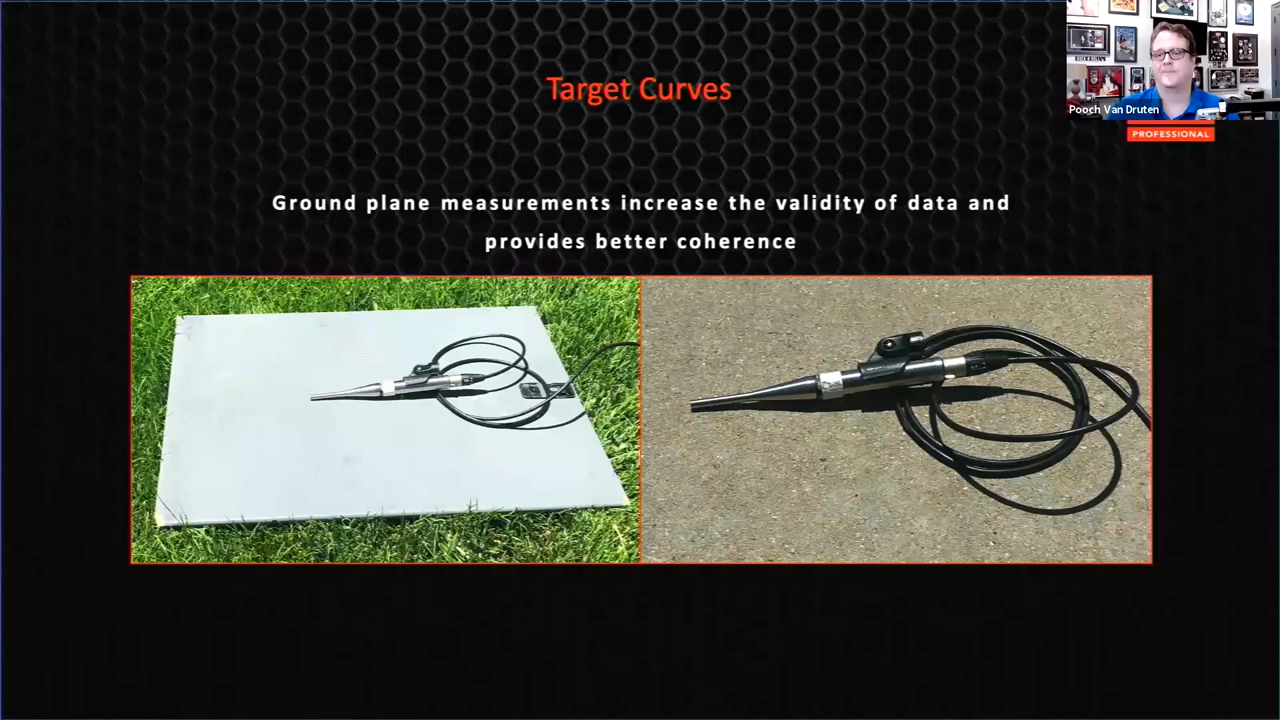 Target Curves
Pooch Van Druten
PROFESSIONAL
Ground plane measurements increase the validity of data and
provides better coherence